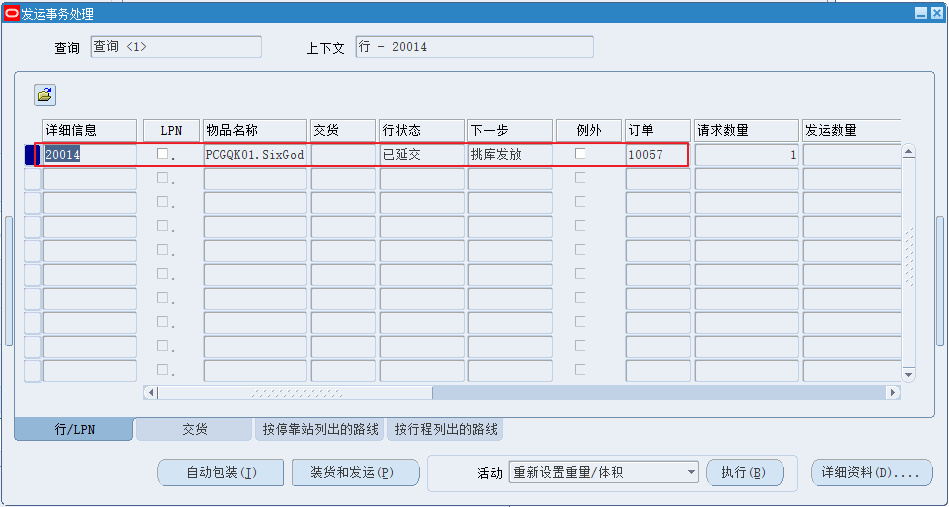 发运事务处理
查询 查询 <1> 上下文 行 - 20014
详细信息 LPN 物品名称 交货 行状态 下一步 例外 订单 请求数量 发运数量
20014 . PCGQK01.SixGod 已延交 挑库发放 10057 1
.
.
.
.
.
.
.
.
.
行/LPN 交货 按停靠站列出的路线 按行程列出的路线
自动包装(I) 装货和发运(P) 活动 重新设置重量/体积 执行(B) 详细资料(D)....